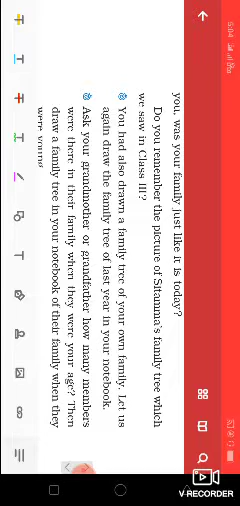 5:04
you, was your family just like it is today?
Do you remember the picture of Sitamma's family tree which
we saw in Class III?
You had also drawn a family tree of your own family. Let us
again draw the family tree of last year in your notebook.
Ask your grandmother or grandfather how many members
were there in their family when they were your age? Then
draw a family tree in your notebook of their family when they
were young.
V-RECORDER